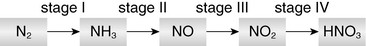 stage I stage II stage III stage IV
N₂ NH₃ NO NO₂ HNO₃